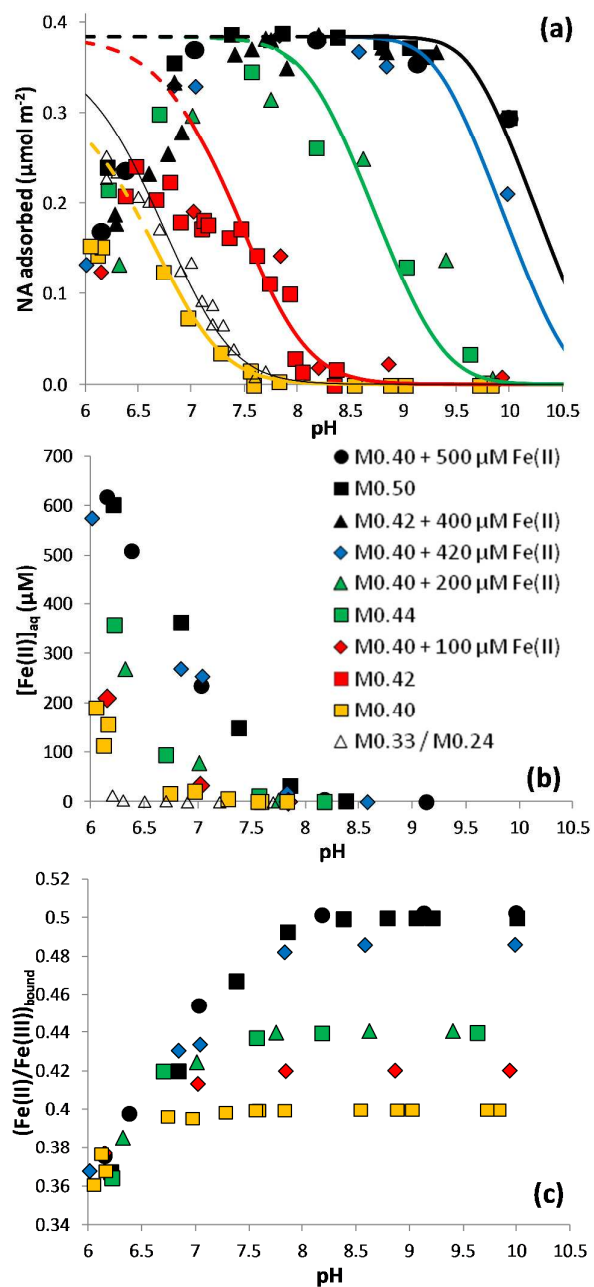 (a)
NA adsorbed (µmol m⁻²)
0.4
0.3
0.2
0.1
0.0
6 6.5 7 7.5 8 8.5 9 9.5 10 10.5
pH
[Fe(II)]aq (µM)
700
600
500
400
300
200
100
0
M0.40 + 500 µM Fe(II)
M0.50
M0.42 + 400 µM Fe(II)
M0.40 + 420 µM Fe(II)
M0.40 + 200 µM Fe(II)
M0.44
M0.40 + 100 µM Fe(II)
M0.42
M0.40
M0.33 / M0.24
(b)
6 6.5 7 7.5 8 8.5 9 9.5 10 10.5
pH
(Fe(II)/Fe(III))bound
0.52
0.5
0.48
0.46
0.44
0.42
0.4
0.38
0.36
0.34
(c)
6 6.5 7 7.5 8 8.5 9 9.5 10 10.5
pH